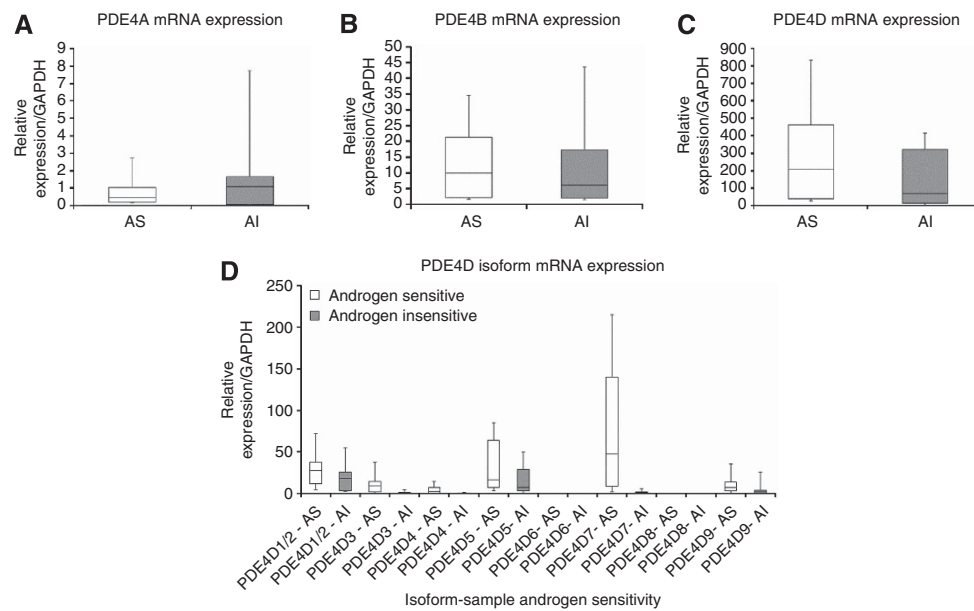 A
PDE4A mRNA expression
Relative
expression/GAPDH
9
8
7
6
5
4
3
2
1
0
AS
AI
B
PDE4B mRNA expression
Relative
expression/GAPDH
50
45
40
35
30
25
20
15
10
5
0
AS
AI
C
PDE4D mRNA expression
Relative
expression/GAPDH
900
800
700
600
500
400
300
200
100
0
AS
AI
D
PDE4D isoform mRNA expression
Androgen sensitive
Androgen insensitive
Relative
expression/GAPDH
250
200
150
100
50
0
PDE4D1/2 - AS
PDE4D1/2 - AI
PDE4D3 - AS
PDE4D3 - AI
PDE4D4 - AS
PDE4D4 - AI
PDE4D5 - AS
PDE4D5- AI
PDE4D6- AS
PDE4D6- AI
PDE4D7- AS
PDE4D7- AI
PDE4D8- AS
PDE4D8- AI
PDE4D9- AS
PDE4D9- AI
Isoform-sample androgen sensitivity